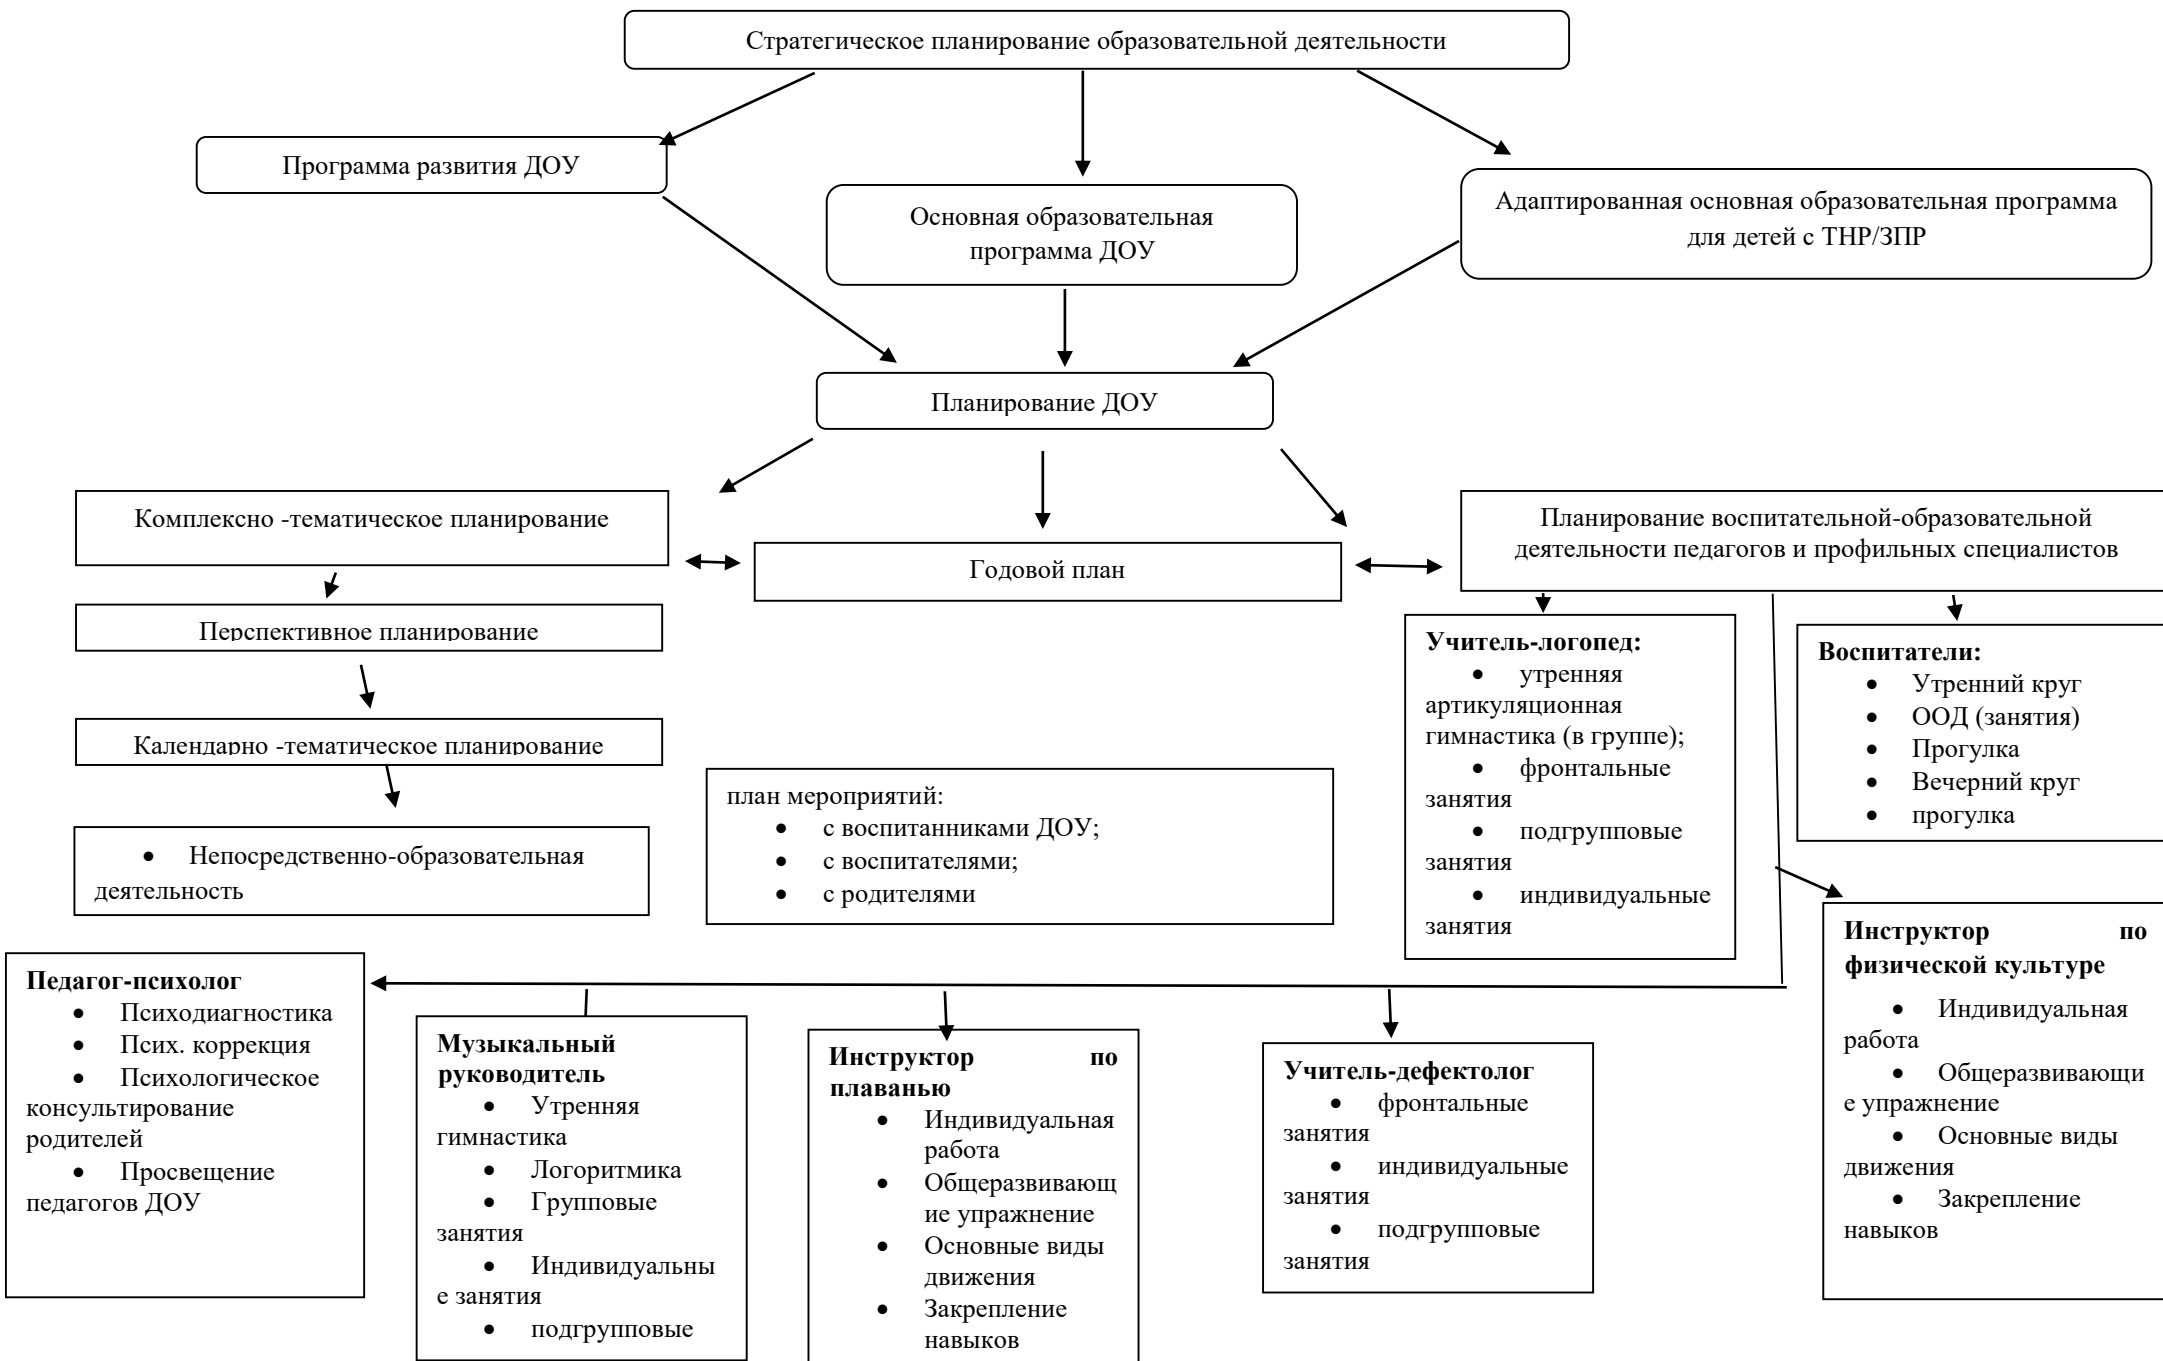 Стратегическое планирование образовательной деятельности
Программа развития ДОУ
Основная образовательная
программа ДОУ
Адаптированная основная образовательная программа
для детей с ТНР/ЗПР
Планирование ДОУ
Комплексно -тематическое планирование
Годовой план
Планирование воспитательной-образовательной
деятельности педагогов и профильных специалистов
Перспективное планирование
Календарно -тематическое планирование
• Непосредственно-образовательная
деятельность
план мероприятий:
• с воспитанниками ДОУ;
• с воспитателями;
• с родителями
Учитель-логопед:
• утренняя
артикуляционная
гимнастика (в группе);
• фронтальные
занятия
• подгрупповые
занятия
• индивидуальные
занятия
Воспитатели:
• Утренний круг
• ООД (занятия)
• Прогулка
• Вечерний круг
• прогулка
Педагог-психолог
• Психодиагностика
• Псих. коррекция
• Психологическое
консультирование
родителей
• Просвещение
педагогов ДОУ
Музыкальный
руководитель
• Утренняя
гимнастика
• Логоритмика
• Групповые
занятия
• Индивидуальны
е занятия
• подгрупповые
Инструктор по
плаванью
• Индивидуальная
работа
• Общеразвивающ
ие упражнение
• Основные виды
движения
• Закрепление
навыков
Учитель-дефектолог
• фронтальные
занятия
• индивидуальные
занятия
• подгрупповые
занятия
Инструктор по
физической культуре
• Индивидуальная
работа
• Общеразвивающи
е упражнение
• Основные виды
движения
• Закрепление
навыков